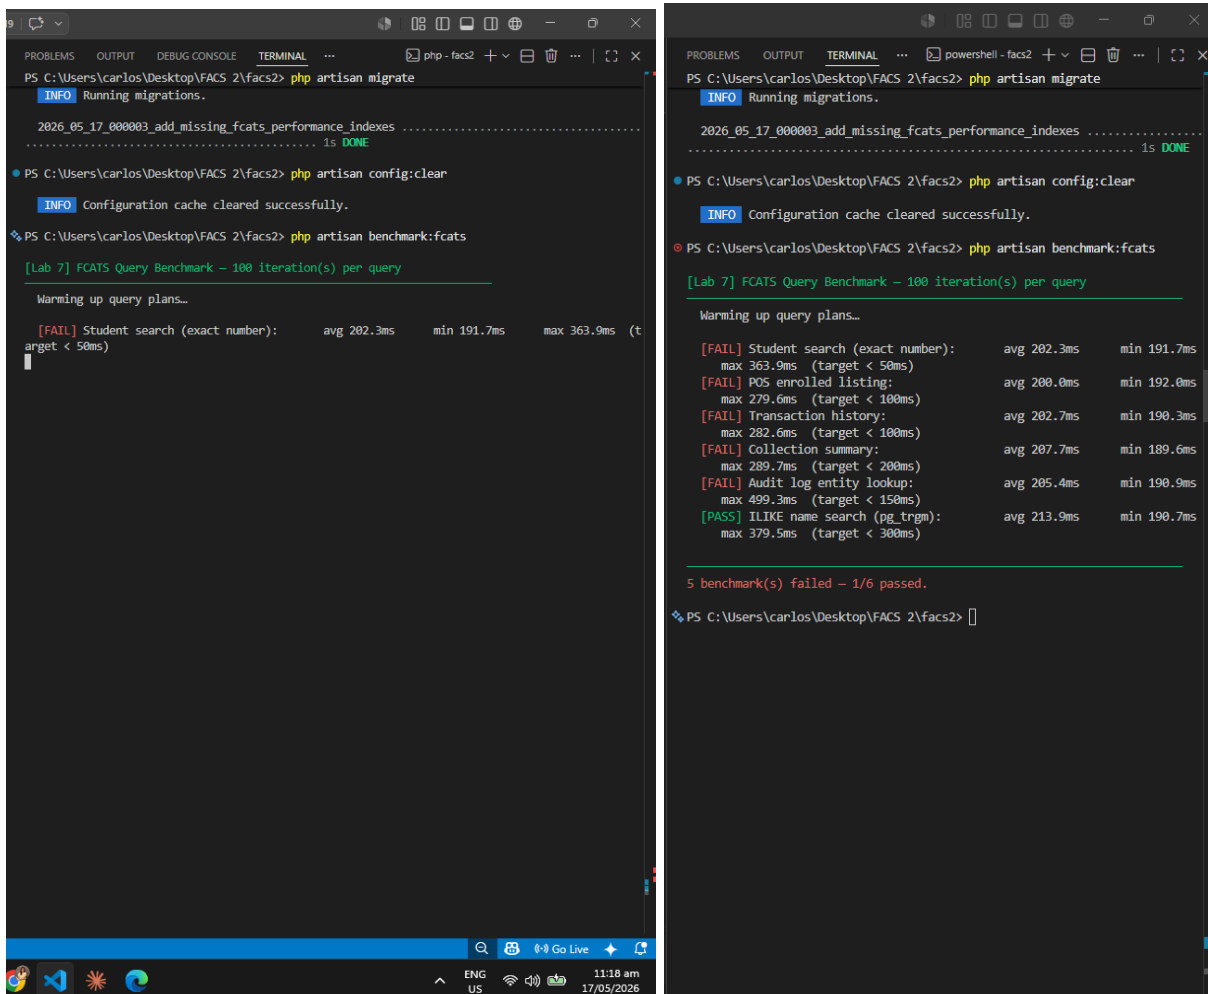 19
PROBLEMS OUTPUT DEBUG CONSOLE TERMINAL ... php - facs2
PS C:\Users\carlos\Desktop\FACS 2\facs2> php artisan migrate
INFO Running migrations.
2026_05_17_000003_add_missing_fcats_performance_indexes .....................................
............................................. 1s DONE
PS C:\Users\carlos\Desktop\FACS 2\facs2> php artisan config:clear
INFO Configuration cache cleared successfully.
PS C:\Users\carlos\Desktop\FACS 2\facs2> php artisan benchmark:fcats
[Lab 7] FCATS Query Benchmark — 100 iteration(s) per query
Warming up query plans…
[FAIL] Student search (exact number): avg 202.3ms min 191.7ms max 363.9ms (t
arget < 50ms)
Go Live
ENG
US
11:18 am
17/05/2026
PROBLEMS OUTPUT TERMINAL ... powershell - facs2
PS C:\Users\carlos\Desktop\FACS 2\facs2> php artisan migrate
INFO Running migrations.
2026_05_17_000003_add_missing_fcats_performance_indexes .................
.................................................................. 1s DONE
PS C:\Users\carlos\Desktop\FACS 2\facs2> php artisan config:clear
INFO Configuration cache cleared successfully.
PS C:\Users\carlos\Desktop\FACS 2\facs2> php artisan benchmark:fcats
[Lab 7] FCATS Query Benchmark — 100 iteration(s) per query
Warming up query plans…
[FAIL] Student search (exact number): avg 202.3ms min 191.7ms
max 363.9ms (target < 50ms)
[FAIL] POS enrolled listing: avg 200.0ms min 192.0ms
max 279.6ms (target < 100ms)
[FAIL] Transaction history: avg 202.7ms min 190.3ms
max 282.6ms (target < 100ms)
[FAIL] Collection summary: avg 207.7ms min 189.6ms
max 289.7ms (target < 200ms)
[FAIL] Audit log entity lookup: avg 205.4ms min 190.9ms
max 499.3ms (target < 150ms)
[PASS] ILIKE name search (pg_trgm): avg 213.9ms min 190.7ms
max 379.5ms (target < 300ms)
5 benchmark(s) failed — 1/6 passed.
PS C:\Users\carlos\Desktop\FACS 2\facs2>